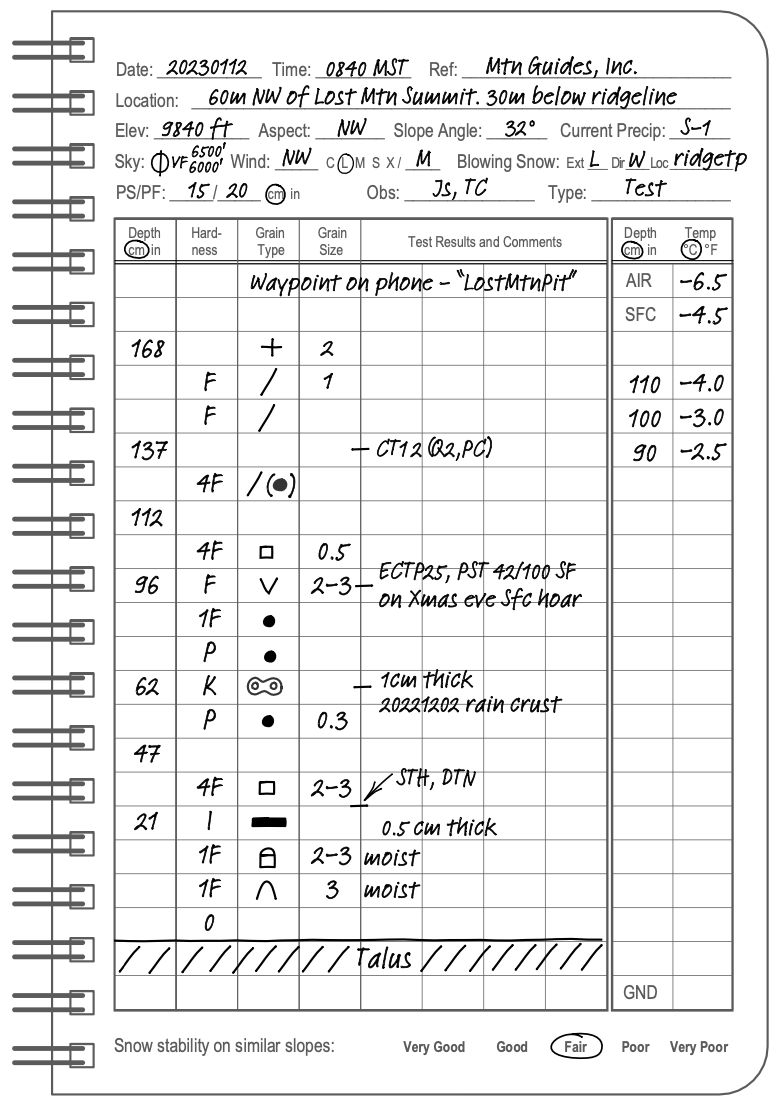 Date: 20230112 Time: 0840 MST Ref: Mtn Guides, Inc.
Location: 60m NW of Lost Mtn Summit. 30m below ridgeline
Elev: 9840 ft Aspect: NW Slope Angle: 32° Current Precip: S-1
Sky: VF 6500' 6000' Wind: NW C L M S X / M Blowing Snow: Ext L Dir W Loc ridgetp
PS/PF: 15 / 20 cm in Obs: Js, TC Type: Test
Depth cm in Hard-ness Grain Type Grain Size Test Results and Comments Depth cm in Temp °C °F
Waypoint on phone - "LostMtnPit" AIR -6.5
SFC -4.5
168 + 2
F / 1 110 -4.0
F / 100 -3.0
137 — CT12 (Q2,PC) 90 -2.5
4F / (●)
112
4F □ 0.5
96 F V 2-3 — ECTP25, PST 42/100 SF
on Xmas eve Sfc hoar
1F ●
P ●
62 K — 1cm thick
20221202 rain crust
P ● 0.3
47
4F □ 2-3 STH, DTN
21 I ▬ 0.5 cm thick
1F 2-3 moist
1F ∧ 3 moist
0
/ / / / / / / / Talus / / / / / / /
GND
Snow stability on similar slopes: Very Good Good Fair Poor Very Poor